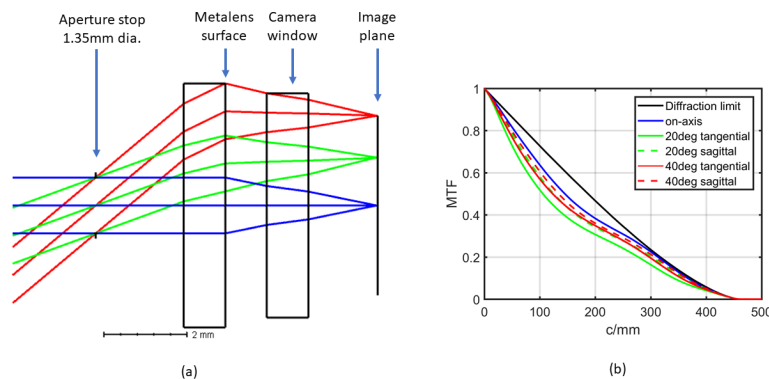 Aperture stop
1.35mm dia.
Metalens
surface
Camera
window
Image
plane
2 mm
(a)
1
0.8
0.6
0.4
0.2
0
MTF
0 100 200 300 400 500
c/mm
Diffraction limit
on-axis
20deg tangential
20deg sagittal
40deg tangential
40deg sagittal
(b)